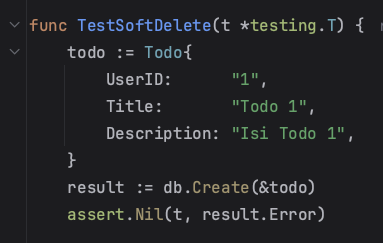 func TestSoftDelete(t *testing.T) {
    todo := Todo{
        UserID:      "1",
        Title:       "Todo 1",
        Description: "Isi Todo 1",
    }
    result := db.Create(&todo)
    assert.Nil(t, result.Error)